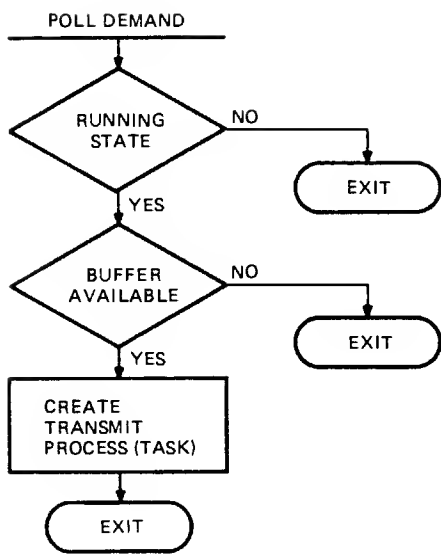 POLL DEMAND
RUNNING
STATE
NO
EXIT
YES
BUFFER
AVAILABLE
NO
EXIT
YES
CREATE
TRANSMIT
PROCESS (TASK)
EXIT